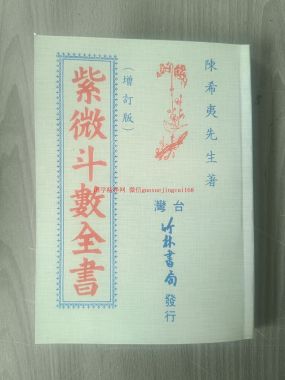 陳希夷先生著
(增訂版)
紫微斗數全書
台灣
竹林書局
發行